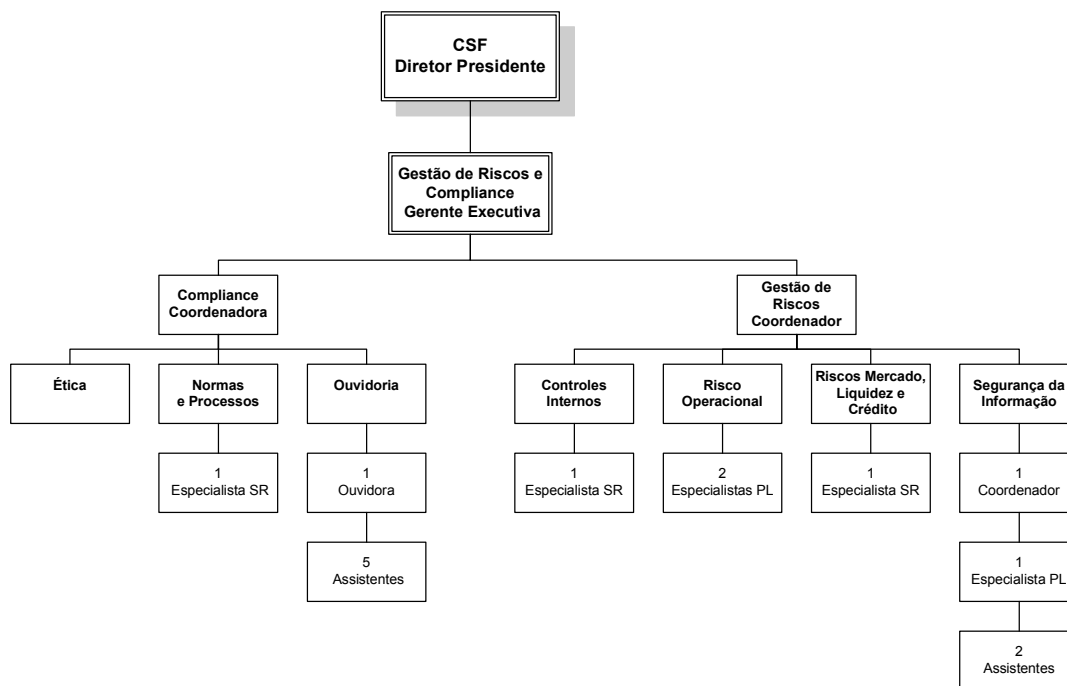 CSF
Diretor Presidente
Gestão de Riscos e
Compliance
Gerente Executiva
Compliance
Coordenadora
Gestão de
Riscos
Coordenador
Ética
Normas
e Processos
Ouvidoria
Controles
Internos
Risco
Operacional
Riscos Mercado,
Liquidez e
Crédito
Segurança da
Informação
1
Especialista SR
1
Ouvidora
1
Especialista SR
2
Especialistas PL
1
Especialista SR
1
Coordenador
5
Assistentes
1
Especialista PL
2
Assistentes